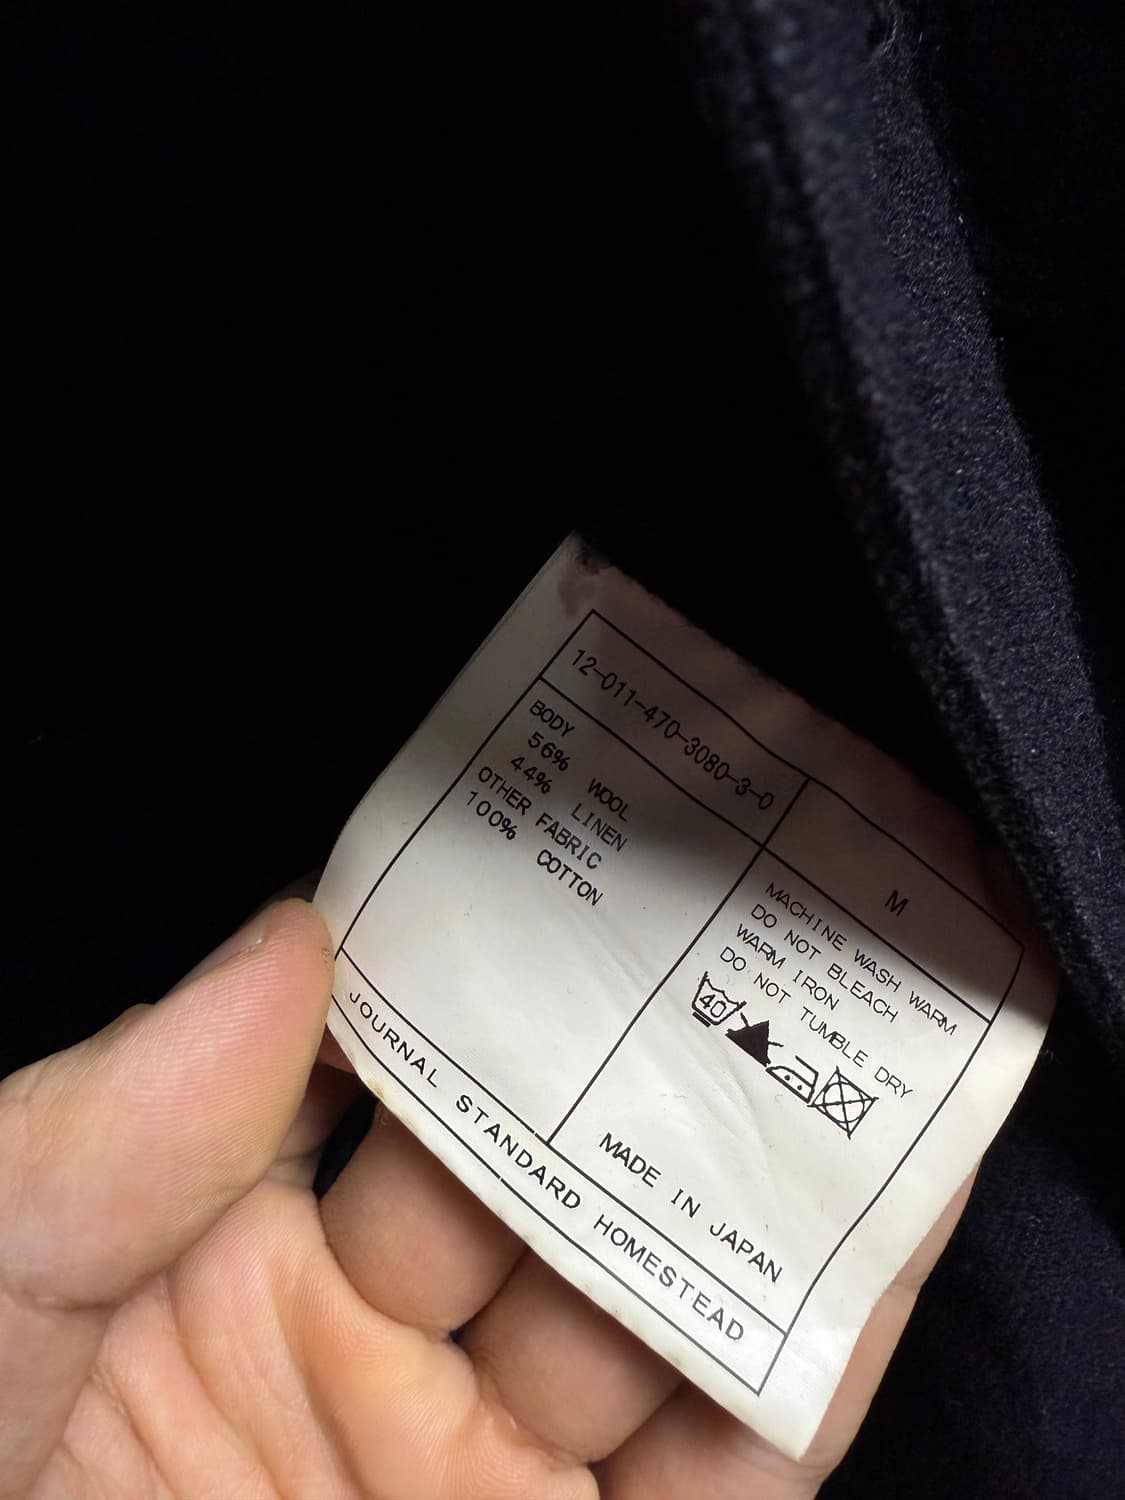 12-011-470-3080-3-0
M
BODY
56% WOOL
44% LINEN
OTHER FABRIC
100% COTTON
MACHINE WASH WARM
DO NOT BLEACH
WARM IRON
DO NOT TUMBLE DRY
40
MADE IN JAPAN
JOURNAL STANDARD HOMESTEAD